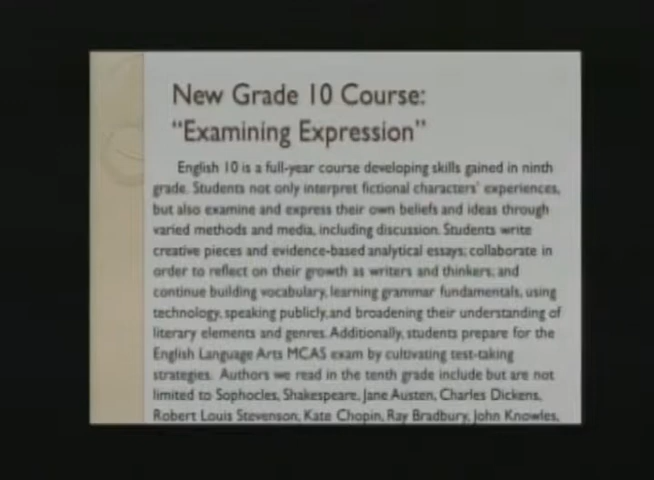 New Grade 10 Course:
“Examining Expression”
English 10 is a full-year course developing skills gained in ninth
grade. Students not only interpret fictional characters' experiences,
but also examine and express their own beliefs and ideas through
varied methods and media, including discussion. Students write
creative pieces and evidence-based analytical essays; collaborate in
order to reflect on their growth as writers and thinkers; and
continue building vocabulary, learning grammar fundamentals, using
technology, speaking publicly, and broadening their understanding of
literary elements and genres. Additionally, students prepare for the
English Language Arts MCAS exam by cultivating test-taking
strategies. Authors we read in the tenth grade include but are not
limited to Sophocles, Shakespeare, Jane Austen, Charles Dickens,
Robert Louis Stevenson, Kate Chopin, Ray Bradbury, John Knowles,